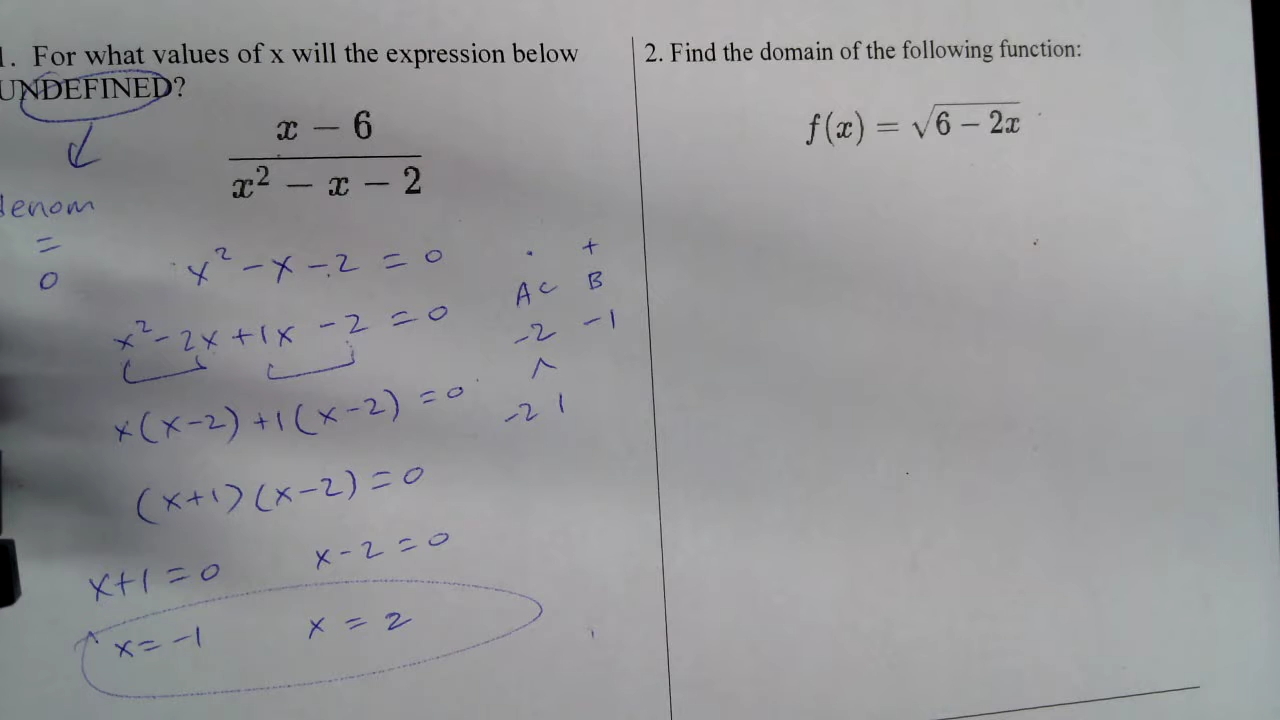 1. For what values of x will the expression below
UNDEFINED?
x − 6
x² − x − 2
denom
=
0
x² − x − 2 = 0
x² − 2x + 1x − 2 = 0
x(x−2) + 1(x−2) = 0
(x+1)(x−2) = 0
x+1 = 0 x−2 = 0
x = −1 x = 2
· +
AC B
-2 -1
^
-2 1
2. Find the domain of the following function:
f(x) = √6 − 2x